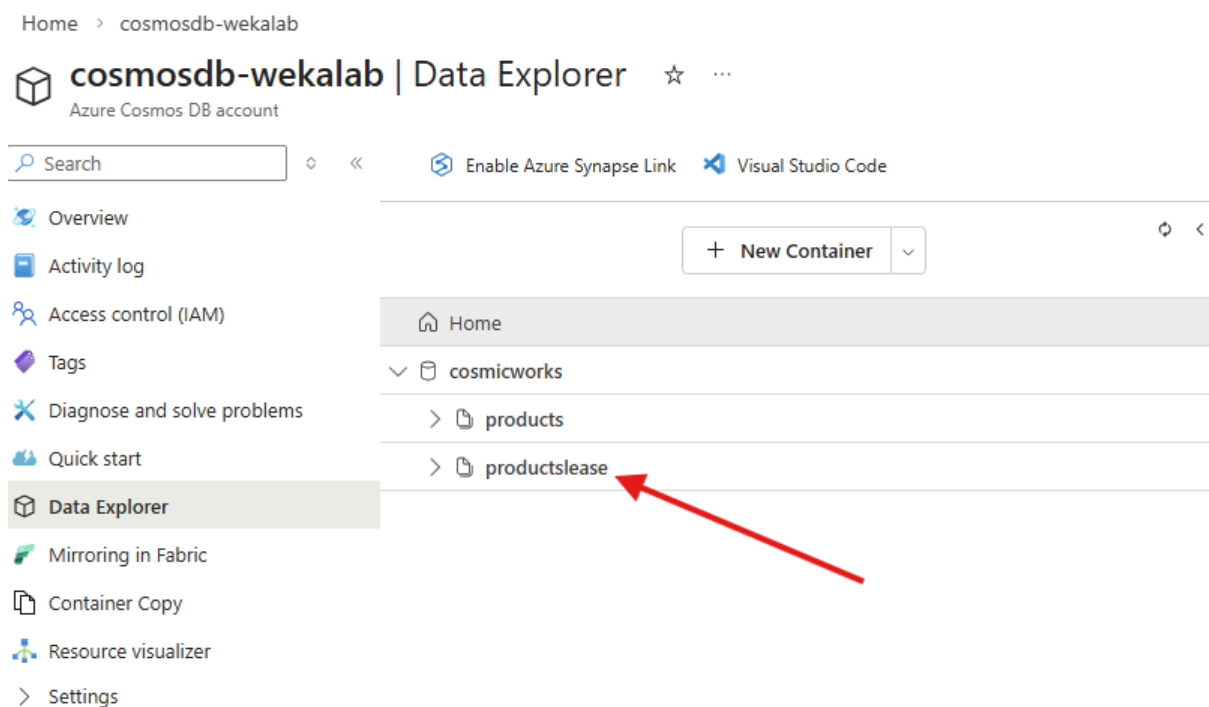 Home > cosmosdb-wekalab
cosmosdb-wekalab | Data Explorer
Azure Cosmos DB account
Search
Enable Azure Synapse Link
Visual Studio Code
Overview
Activity log
Access control (IAM)
Tags
Diagnose and solve problems
Quick start
Data Explorer
Mirroring in Fabric
Container Copy
Resource visualizer
Settings
+ New Container
Home
cosmicworks
products
productslease